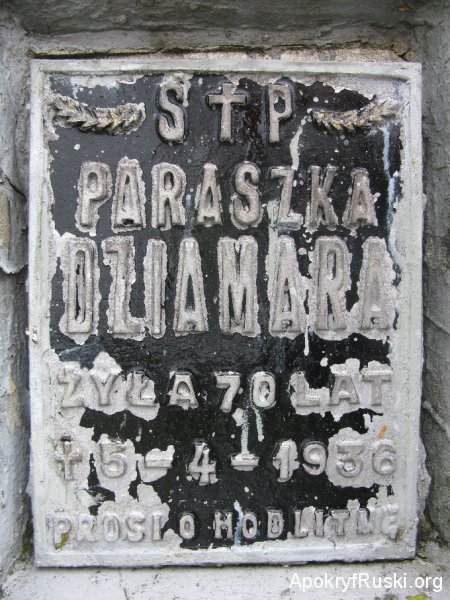 S † P
PARASZKA
DZIAMARA
ŻYŁA 70 LAT
† 5-4-1936
PROSI O MODLITWĘ
ApokryfRuski.org